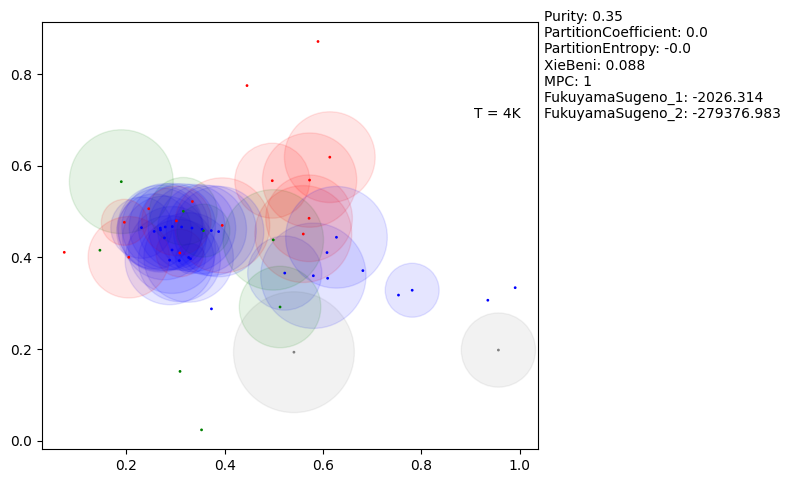 Purity: 0.35
PartitionCoefficient: 0.0
PartitionEntropy: -0.0
XieBeni: 0.088
MPC: 1
FukuyamaSugeno_1: -2026.314
FukuyamaSugeno_2: -279376.983
T = 4K
0.8
0.6
0.4
0.2
0.0
0.2 0.4 0.6 0.8 1.0